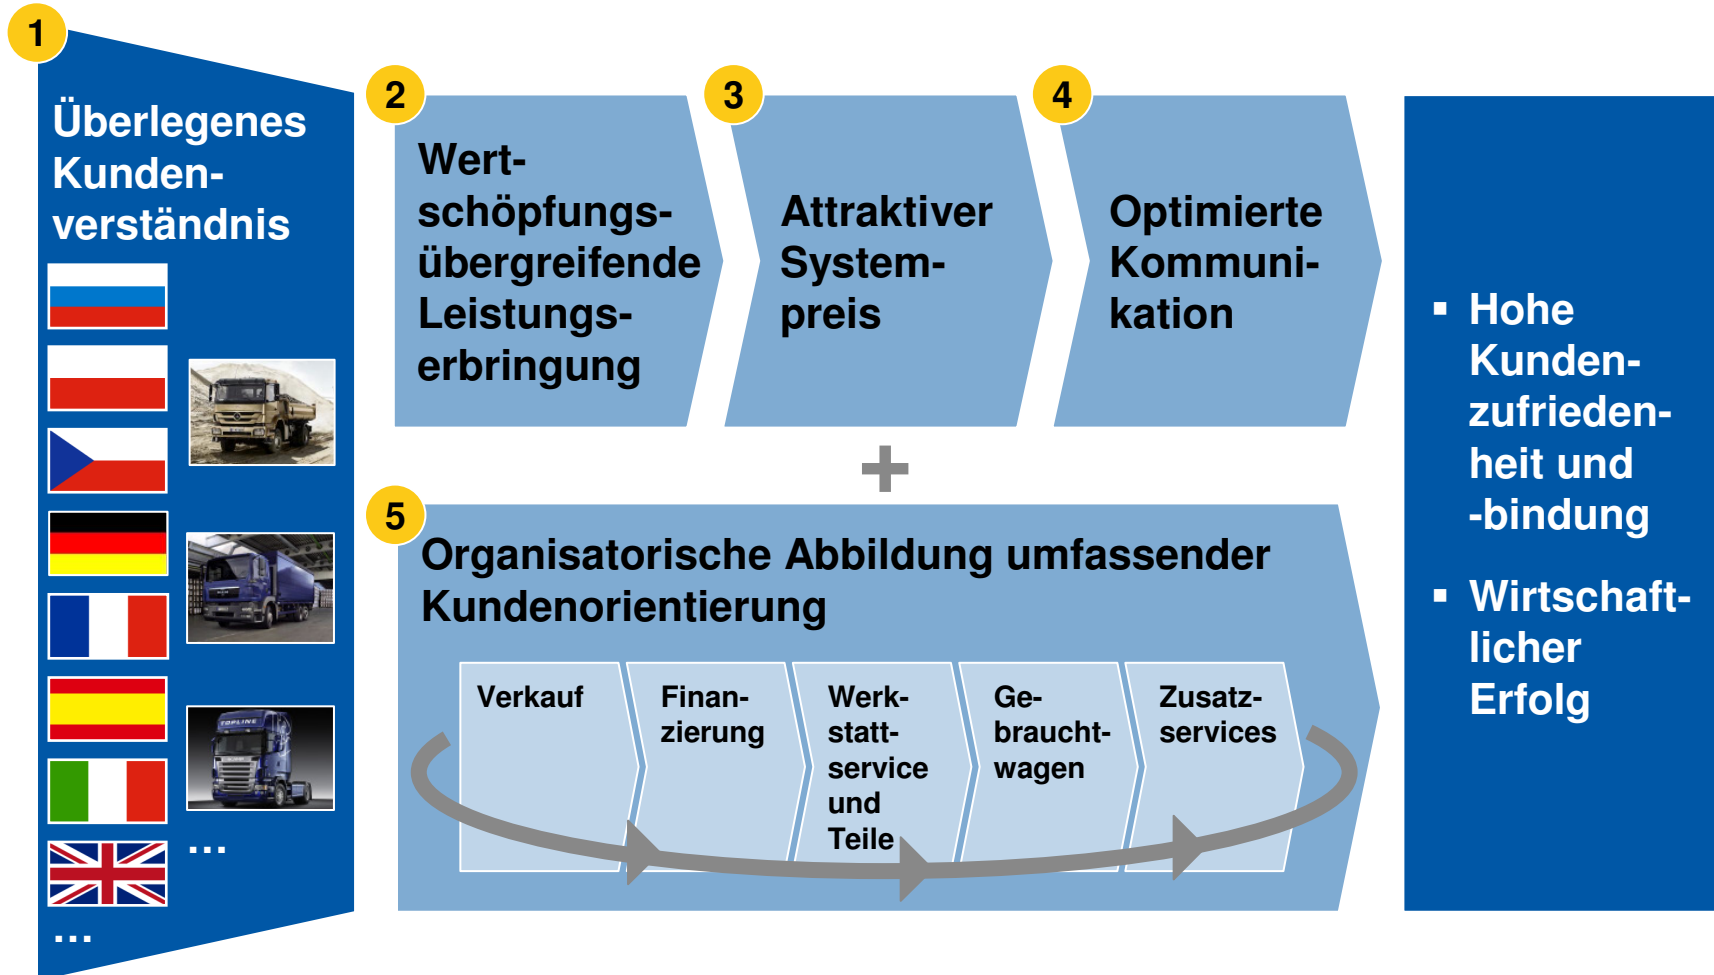 1
Überlegenes
Kunden-
verständnis
...
...
2
Wert-
schöpfungs-
übergreifende
Leistungs-
erbringung
3
Attraktiver
System-
preis
4
Optimierte
Kommuni-
kation
+
5
Organisatorische Abbildung umfassender
Kundenorientierung
Verkauf
Finan-
zierung
Werk-
statt-
service
und
Teile
Ge-
braucht-
wagen
Zusatz-
services
▪ Hohe
Kunden-
zufrieden-
heit und
-bindung
▪ Wirtschaft-
licher
Erfolg
TOPLINE